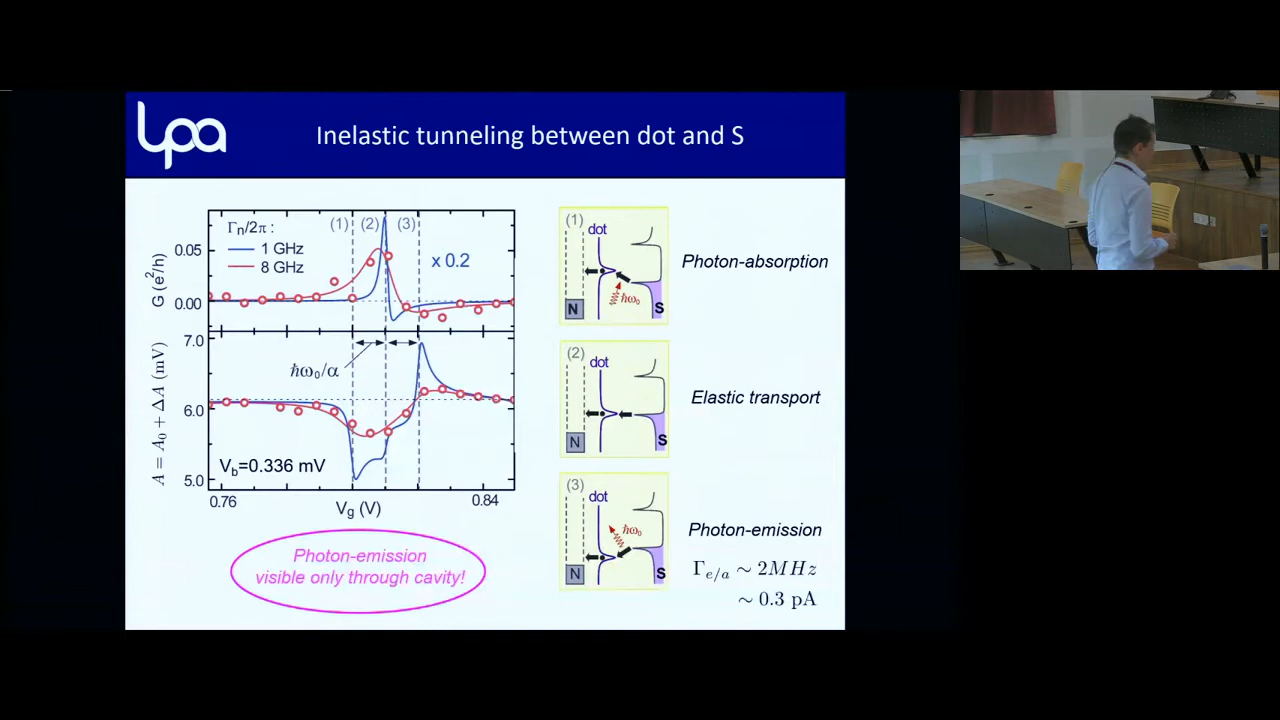 lpa
Inelastic tunneling between dot and S
Γn/2π :
1 GHz
8 GHz
(1)
(2)
(3)
x 0.2
0.05
0.00
G (e²/h)
7.0
6.0
5.0
A = A₀ + ΔA (mV)
ħω₀/α
Vb=0.336 mV
0.76
0.84
Vg (V)
Photon-emission
visible only through cavity!
(1)
dot
ħω₀
N
S
Photon-absorption
(2)
dot
N
S
Elastic transport
(3)
dot
ħω₀
N
S
Photon-emission
Γe/a ∼ 2MHz
∼ 0.3 pA